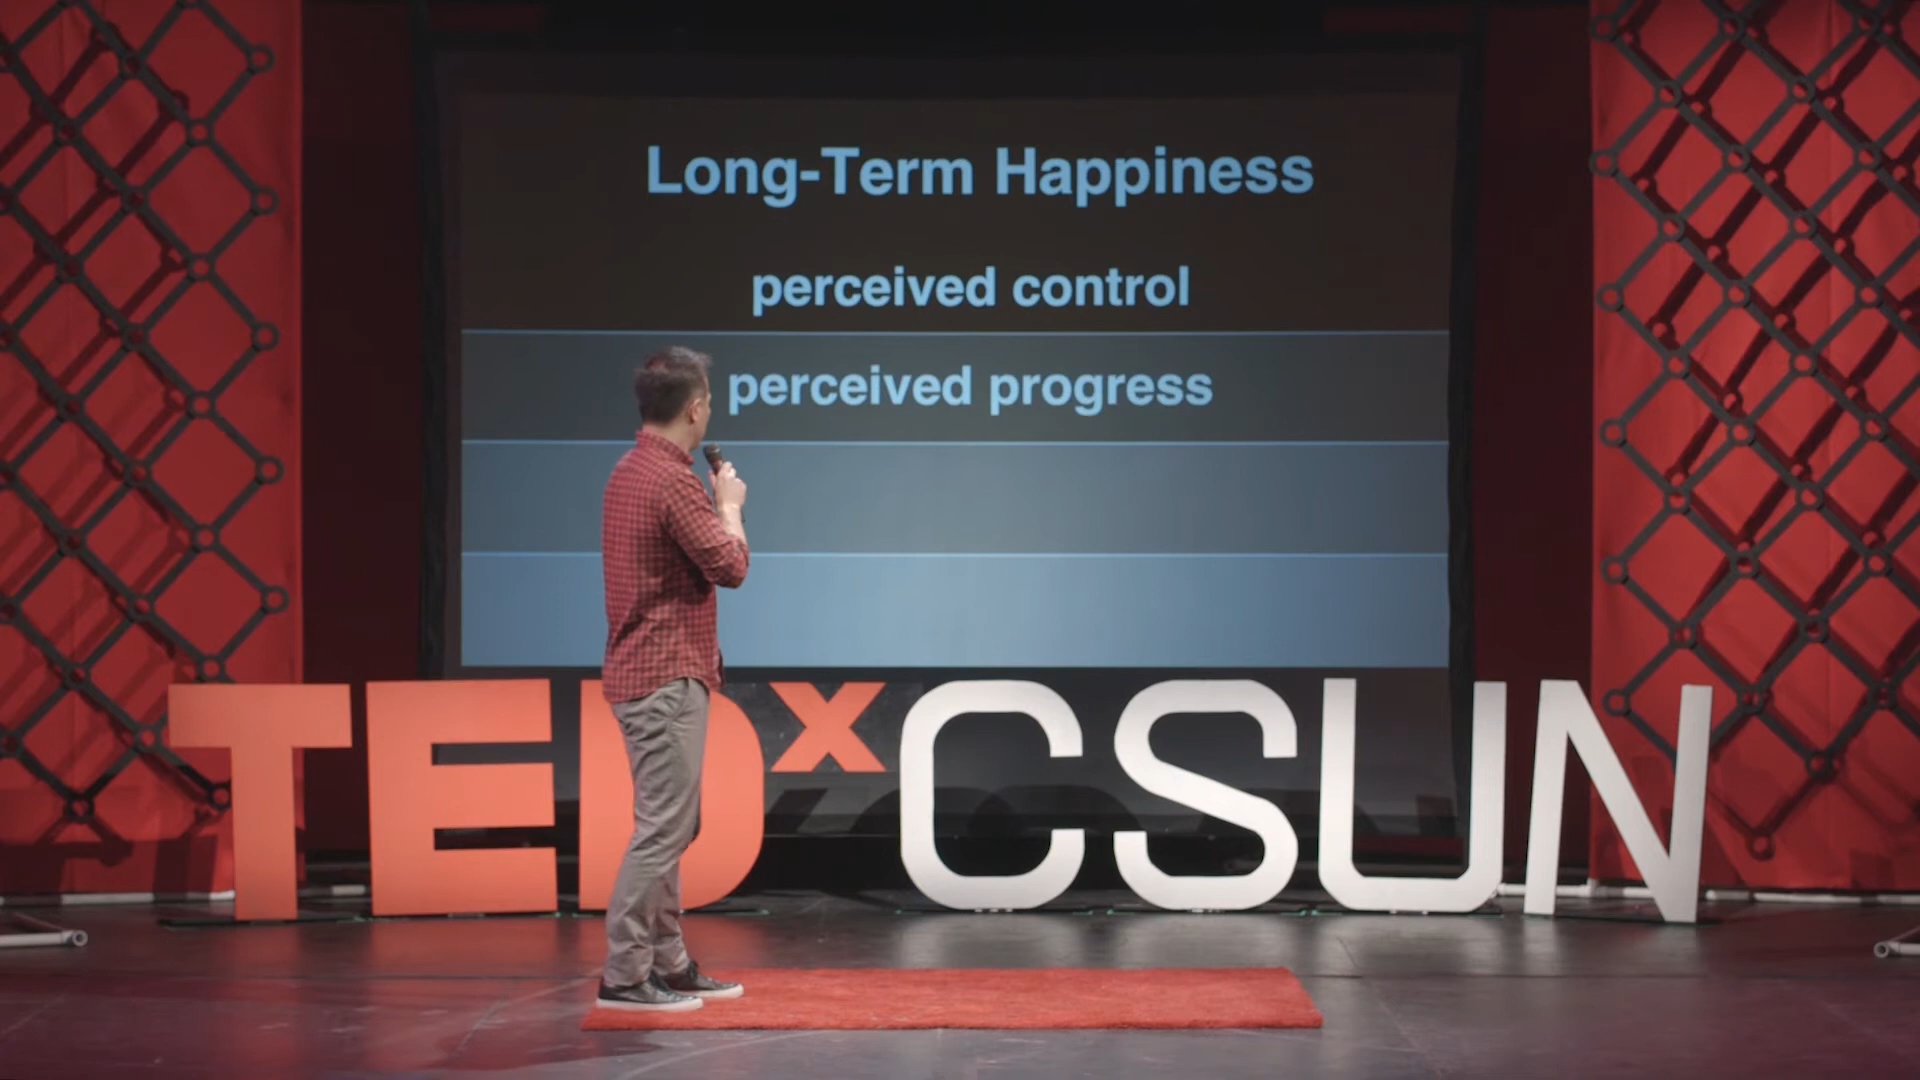 Long-Term Happiness
perceived control
perceived progress
TEDxCSUN